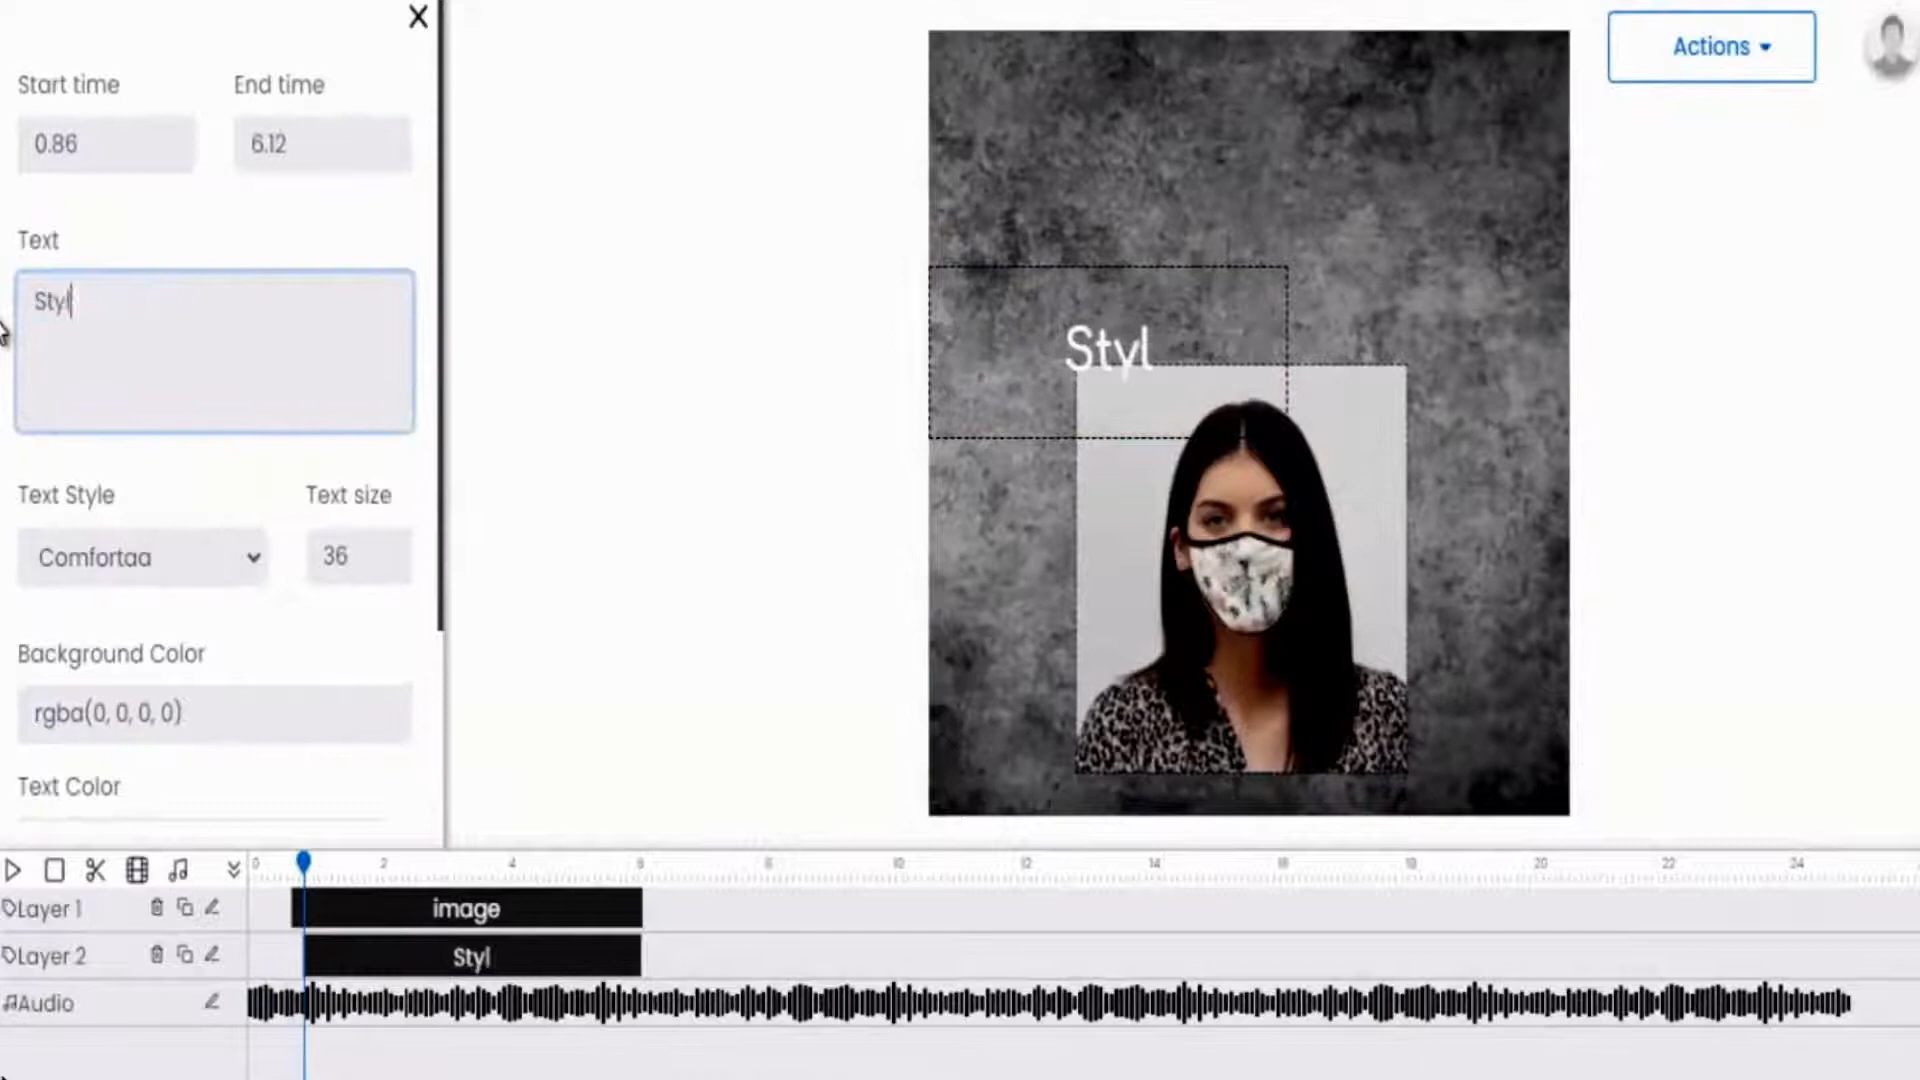 X
Start time End time
0.86 6.12
Text
Styl
Text Style Text size
Comfortaa 36
Background Color
rgba(0, 0, 0, 0)
Text Color
Actions
Styl
0 2 4 6 8 10 12 14 16 18 20 22 24
Layer 1 image
Layer 2 Styl
Audio